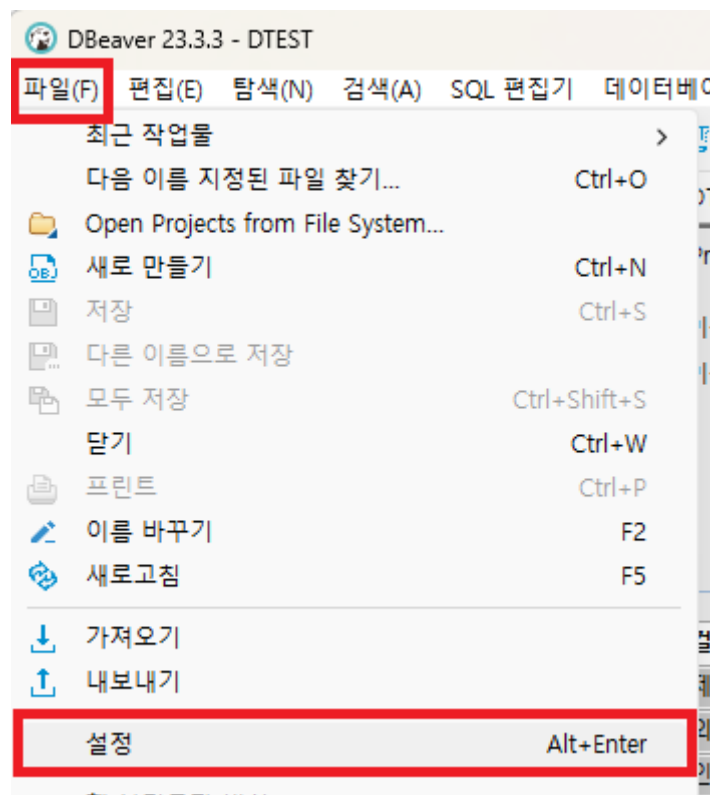 DBeaver 23.3.3 - DTEST
파일(F) 편집(E) 탐색(N) 검색(A) SQL 편집기 데이터베
최근 작업물
다음 이름 지정된 파일 찾기... Ctrl+O
Open Projects from File System...
새로 만들기 Ctrl+N
저장 Ctrl+S
다른 이름으로 저장
모두 저장 Ctrl+Shift+S
닫기 Ctrl+W
프린트 Ctrl+P
이름 바꾸기 F2
새로고침 F5
가져오기
내보내기
설정 Alt+Enter